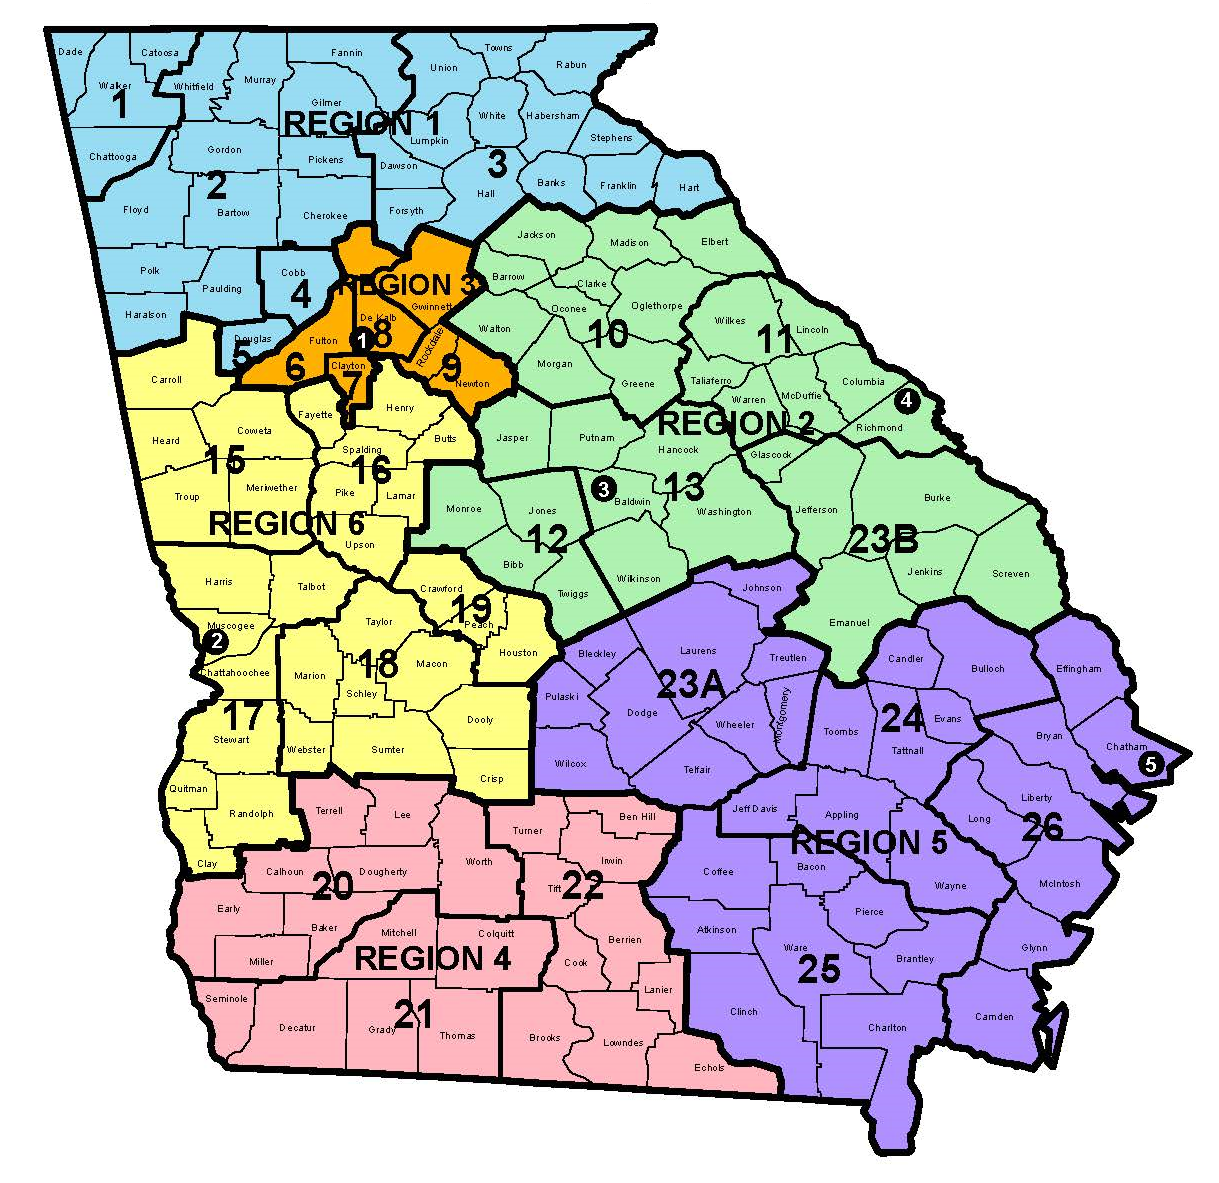 Dade
Catoosa
Fannin
Towns
Union
Rabun
Walker
Whitfield
Murray
1
Gilmer
REGION 1
White
Habersham
Lumpkin
Stephens
Chattooga
Gordon
Pickens
Dawson
3
2
Banks
Franklin
Hart
Hall
Floyd
Bartow
Cherokee
Forsyth
Jackson
Madison
Elbert
Polk
Paulding
Cobb
4
REGION 3
Barrow
Clarke
Haralson
Gwinnett
Oconee
Oglethorpe
De Kalb
8
Douglas
5
Fulton
1
Rockdale
Walton
10
Wilkes
Lincoln
11
6
Clayton
7
9
Newton
Morgan
Greene
Taliaferro
Columbia
Carroll
Warren
McDuffie
4
Fayette
Henry
REGION 2
Richmond
Heard
Coweta
Spalding
Butts
Jasper
Putnam
Hancock
Glascock
15
16
Troup
Meriwether
Pike
Lamar
3
Baldwin
13
Washington
Jefferson
Burke
REGION 6
Monroe
Jones
12
23B
Upson
Bibb
Wilkinson
Jenkins
Screven
Harris
Talbot
Crawford
Twiggs
Johnson
19
Peach
Taylor
Emanuel
Muscogee
2
Houston
Bleckley
Laurens
Treutlen
Candler
Bulloch
Effingham
Chattahoochee
Marion
18
Macon
Schley
Pulaski
23A
Dodge
Wheeler
Montgomery
17
Stewart
Dooly
Toombs
24
Evans
Tattnall
Bryan
Chatham
5
Webster
Sumter
Crisp
Wilcox
Telfair
Quitman
Randolph
Terrell
Lee
Turner
Ben Hill
Jeff Davis
Appling
REGION 5
Long
Liberty
26
Clay
Calhoun
20
Dougherty
Worth
Tift
22
Irwin
Coffee
Bacon
Wayne
McIntosh
Early
Baker
Mitchell
Colquitt
Berrien
Atkinson
Pierce
Miller
REGION 4
Cook
Ware
25
Brantley
Glynn
Seminole
Decatur
21
Grady
Thomas
Brooks
Lowndes
Lanier
Echols
Clinch
Charlton
Camden